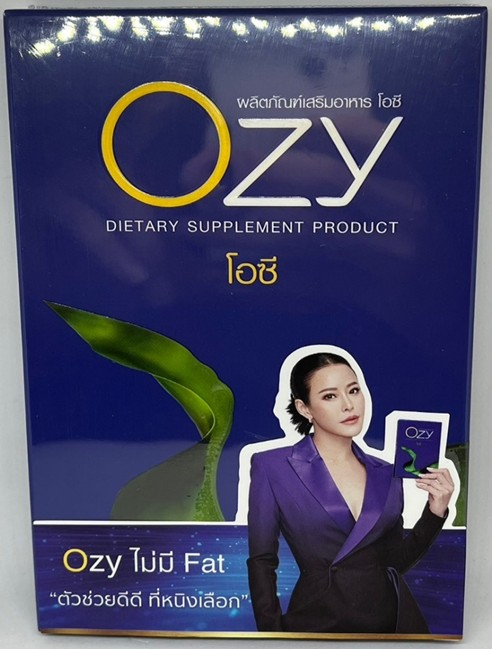 ผลิตภัณฑ์เสริมอาหาร โอซี
Ozy
DIETARY SUPPLEMENT PRODUCT
โอซี
Ozy
Ozy ไม่มี Fat
“ตัวช่วยดีดี ที่หนิงเลือก”